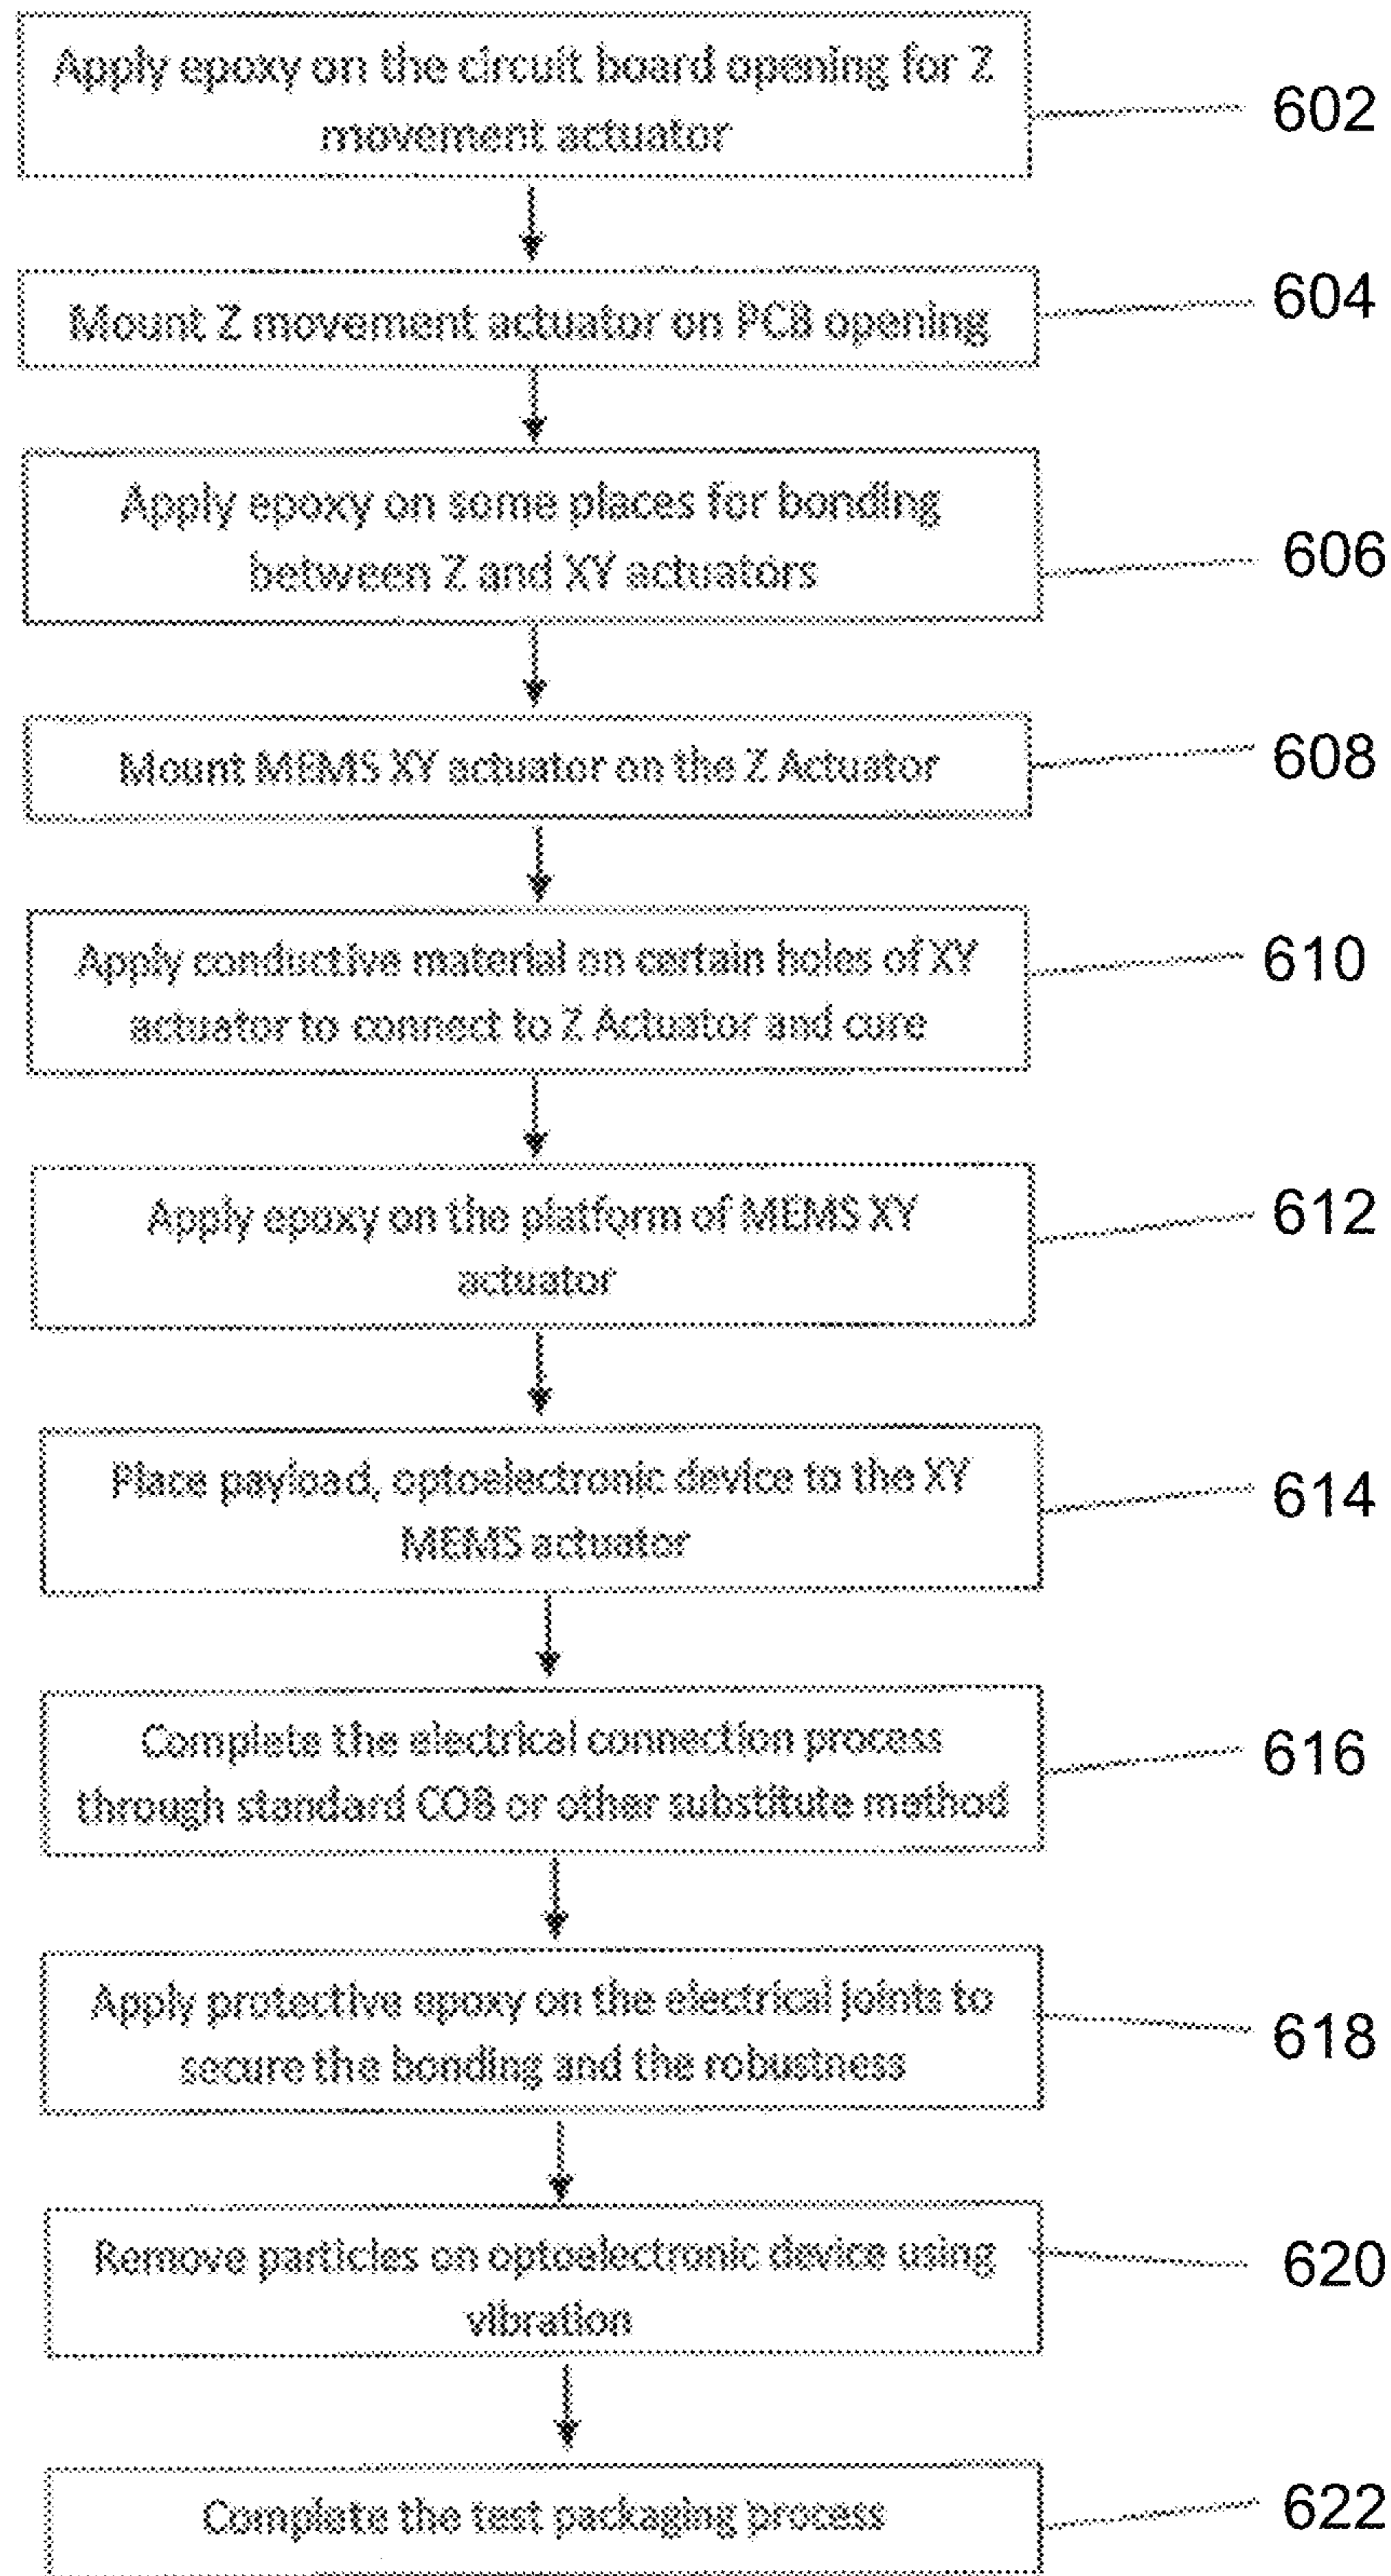 Apply epoxy on the circuit board opening for Z
movement actuator
602
Mount Z movement actuator on PCB opening
604
Apply epoxy on some places for bonding
between Z and XY actuators
606
Mount MEMS XY actuator on the Z Actuator
608
Apply conductive material on certain holes of XY
actuator to connect to Z Actuator and cure
610
Apply epoxy on the platform of MEMS XY
actuator
612
Place payload, optoelectronic device to the XY
MEMS actuator
614
Complete the electrical connection process
through standard COB or other substitute method
616
Apply protective epoxy on the electrical joints to
secure the bonding and the robustness
618
Remove particles on optoelectronic device using
vibration
620
Complete the test packaging process
622